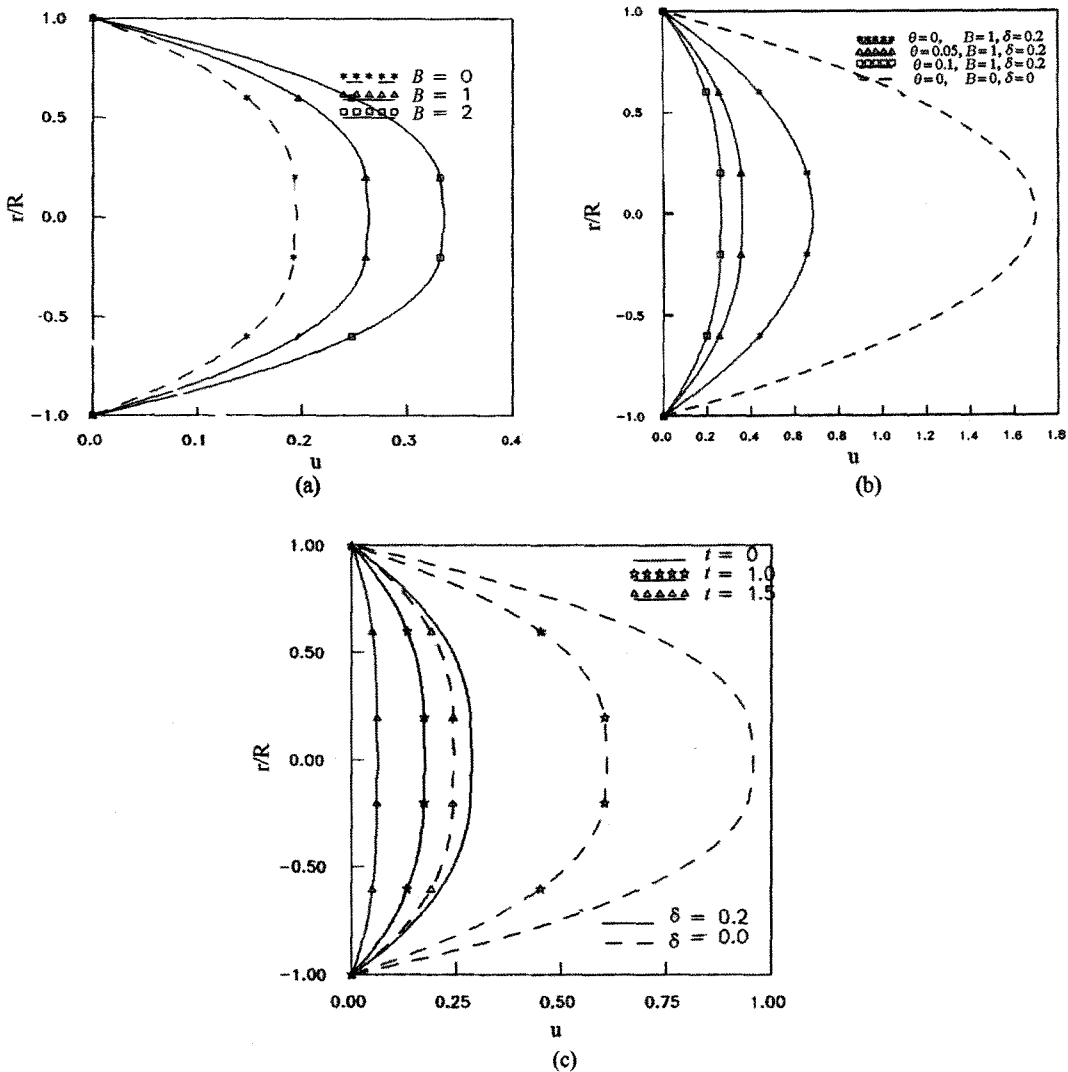 1.0
0.5
0.0
-0.5
-1.0
r/R
B = 0
B = 1
B = 2
0.0 0.1 0.2 0.3 0.4
u
(a)
1.0
0.5
0.0
-0.5
-1.0
r/R
θ=0, B=1, δ=0.2
θ=0.05, B=1, δ=0.2
θ=0.1, B=1, δ=0.2
θ=0, B=0, δ=0
0.0 0.2 0.4 0.6 0.8 1.0 1.2 1.4 1.6 1.8
u
(b)
1.00
0.50
0.00
-0.50
-1.00
r/R
t = 0
t = 1.0
t = 1.5
δ = 0.2
δ = 0.0
0.00 0.25 0.50 0.75 1.00
u
(c)